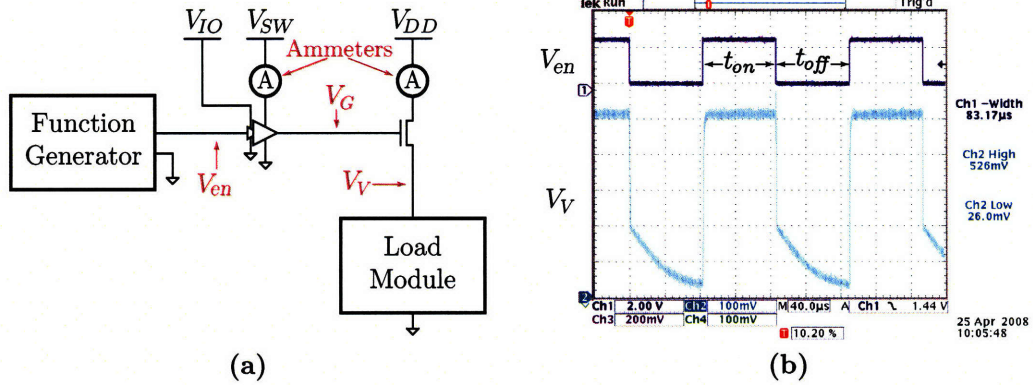 V_IO V_SW V_DD
Ammeters
A A
V_G
Function
Generator
V_en
V_V
Load
Module
(a)
Tek Run Trig'd
T
V_en
t_on t_off
1
Ch1 -Width
83.17µs
Ch2 High
526mV
Ch2 Low
26.0mV
V_V
2
Ch1 2.00 V Ch2 100mV M 40.0µs A Ch1 1.44 V
Ch3 200mV Ch4 100mV
T 10.20 %
25 Apr 2008
10:05:48
(b)